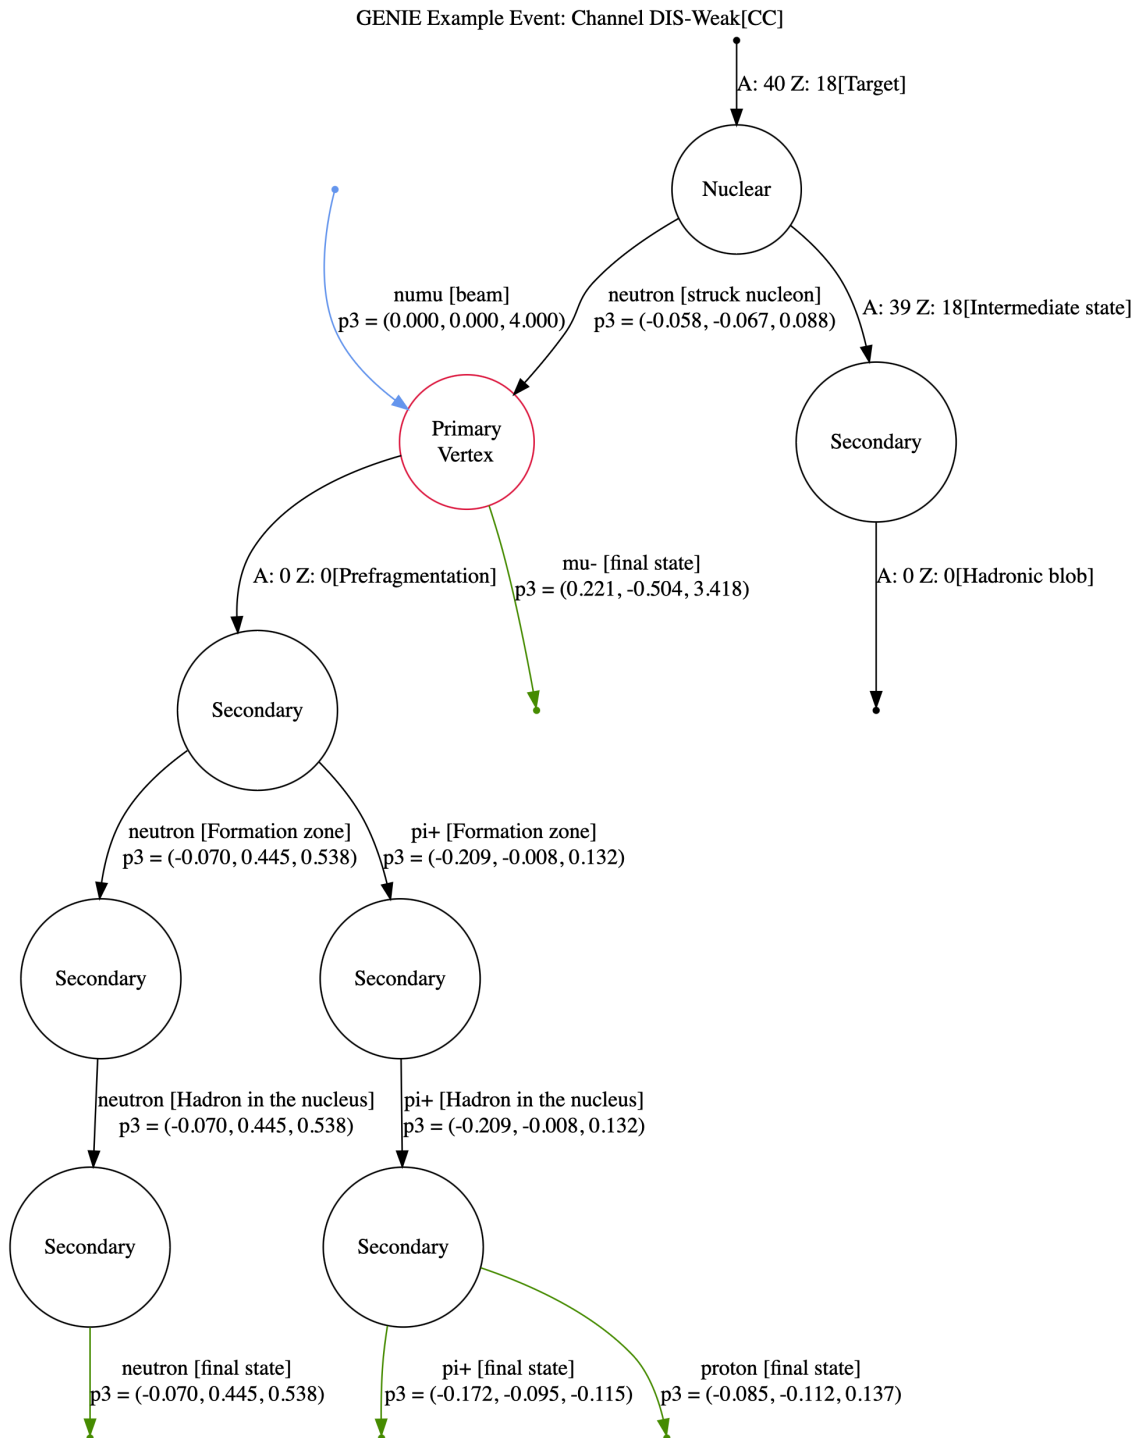 GENIE Example Event: Channel DIS-Weak[CC]
A: 40 Z: 18[Target]
Nuclear
numu [beam]
p3 = (0.000, 0.000, 4.000)
neutron [struck nucleon]
p3 = (-0.058, -0.067, 0.088)
A: 39 Z: 18[Intermediate state]
Primary
Vertex
Secondary
A: 0 Z: 0[Prefragmentation]
mu- [final state]
p3 = (0.221, -0.504, 3.418)
A: 0 Z: 0[Hadronic blob]
Secondary
neutron [Formation zone]
p3 = (-0.070, 0.445, 0.538)
pi+ [Formation zone]
p3 = (-0.209, -0.008, 0.132)
Secondary
Secondary
neutron [Hadron in the nucleus]
p3 = (-0.070, 0.445, 0.538)
pi+ [Hadron in the nucleus]
p3 = (-0.209, -0.008, 0.132)
Secondary
Secondary
neutron [final state]
p3 = (-0.070, 0.445, 0.538)
pi+ [final state]
p3 = (-0.172, -0.095, -0.115)
proton [final state]
p3 = (-0.085, -0.112, 0.137)